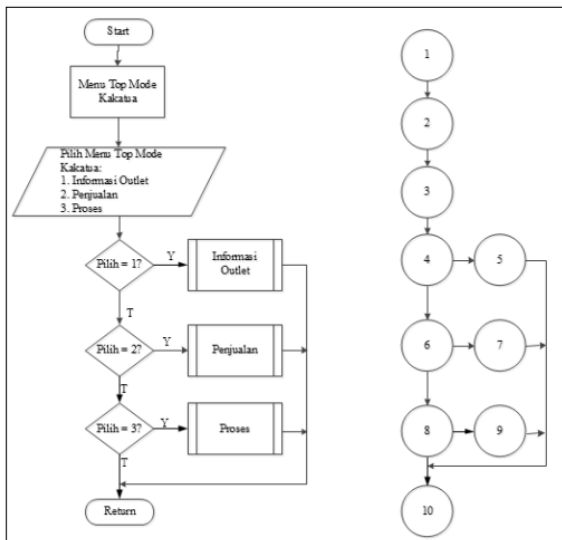 Start
Menu Top Mode
Kakatua
Pilih Menu Top Mode
Kakatua:
1. Informasi Outlet
2. Penjualan
3. Proses
Pilih = 1?
Y
Informasi
Outlet
T
Pilih = 2?
Y
Penjualan
T
Pilih = 3?
Y
Proses
T
Return
1
2
3
4
5
6
7
8
9
10